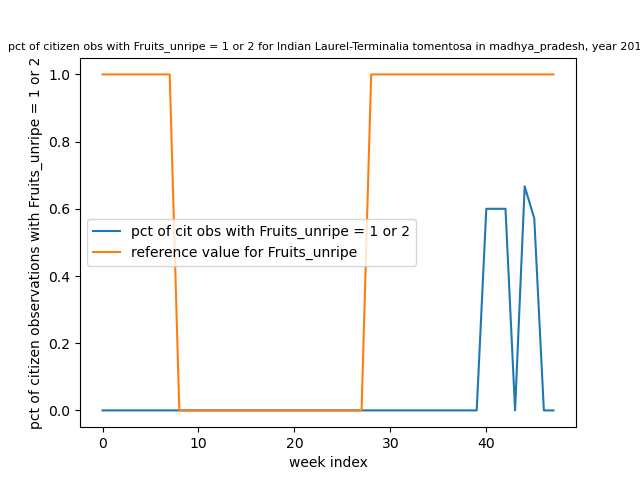 pct of citizen obs with Fruits_unripe = 1 or 2 for Indian Laurel-Terminalia tomentosa in madhya_pradesh, year 201
pct of citizen observations with Fruits_unripe = 1 or 2
1.0
0.8
0.6
0.4
0.2
0.0
pct of cit obs with Fruits_unripe = 1 or 2
reference value for Fruits_unripe
0 10 20 30 40
week index